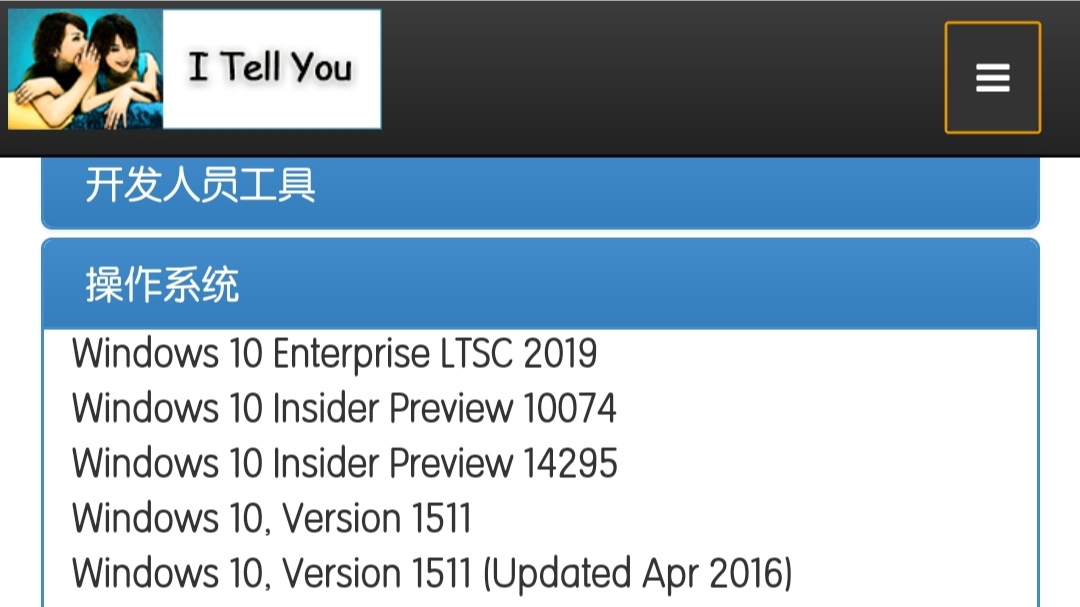 I Tell You
开发人员工具
操作系统
Windows 10 Enterprise LTSC 2019
Windows 10 Insider Preview 10074
Windows 10 Insider Preview 14295
Windows 10, Version 1511
Windows 10, Version 1511 (Updated Apr 2016)